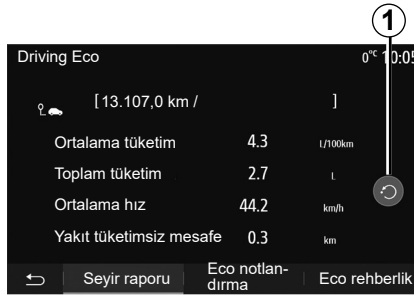 1
Driving Eco 0°C 10:05
[13.107,0 km / ]
Ortalama tüketim 4.3 L/100km
Toplam tüketim 2.7 L
Ortalama hız 44.2 km/h
Yakıt tüketimsiz mesafe 0.3 km
Seyir raporu
Eco notlan-
dırma
Eco rehberlik